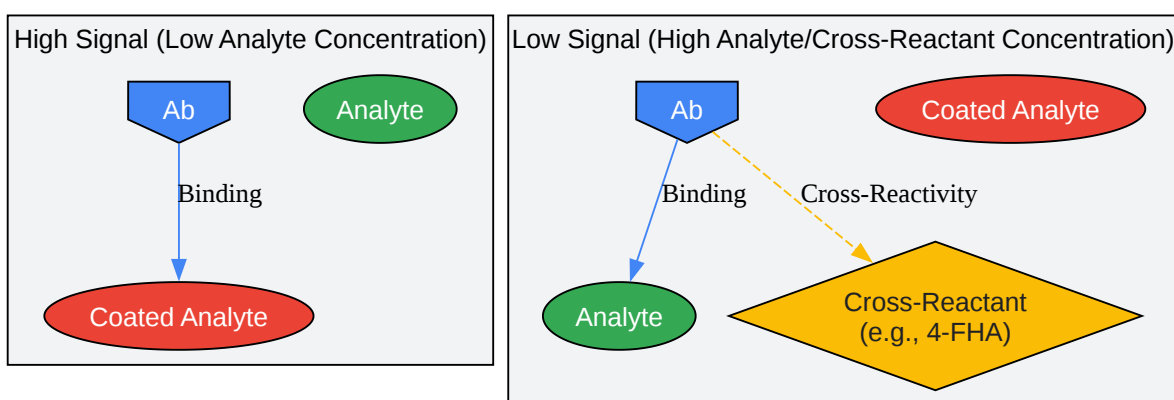 High Signal (Low Analyte Concentration)
Ab
Analyte
Binding
Coated Analyte
Low Signal (High Analyte/Cross-Reactant Concentration)
Ab
Coated Analyte
Binding
Cross-Reactivity
Analyte
Cross-Reactant
(e.g., 4-FHA)